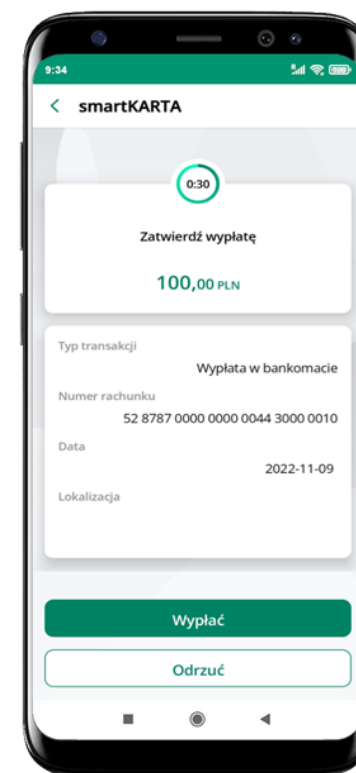 9:34
smartKARTA
0:30
Zatwierdź wypłatę
100,00 PLN
Typ transakcji
Wypłata w bankomacie
Numer rachunku
52 8787 0000 0000 0044 3000 0010
Data
2022-11-09
Lokalizacja
Wypłać
Odrzuć